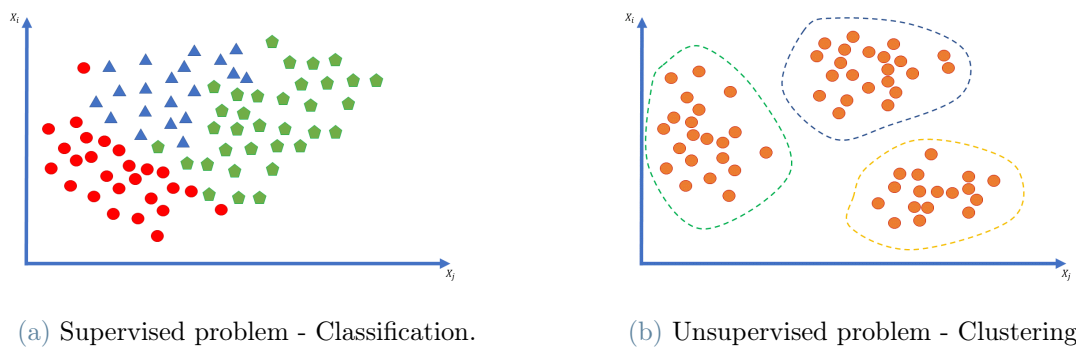 Xi
Xj
(a) Supervised problem - Classification.
Xi
Xj
(b) Unsupervised problem - Clustering